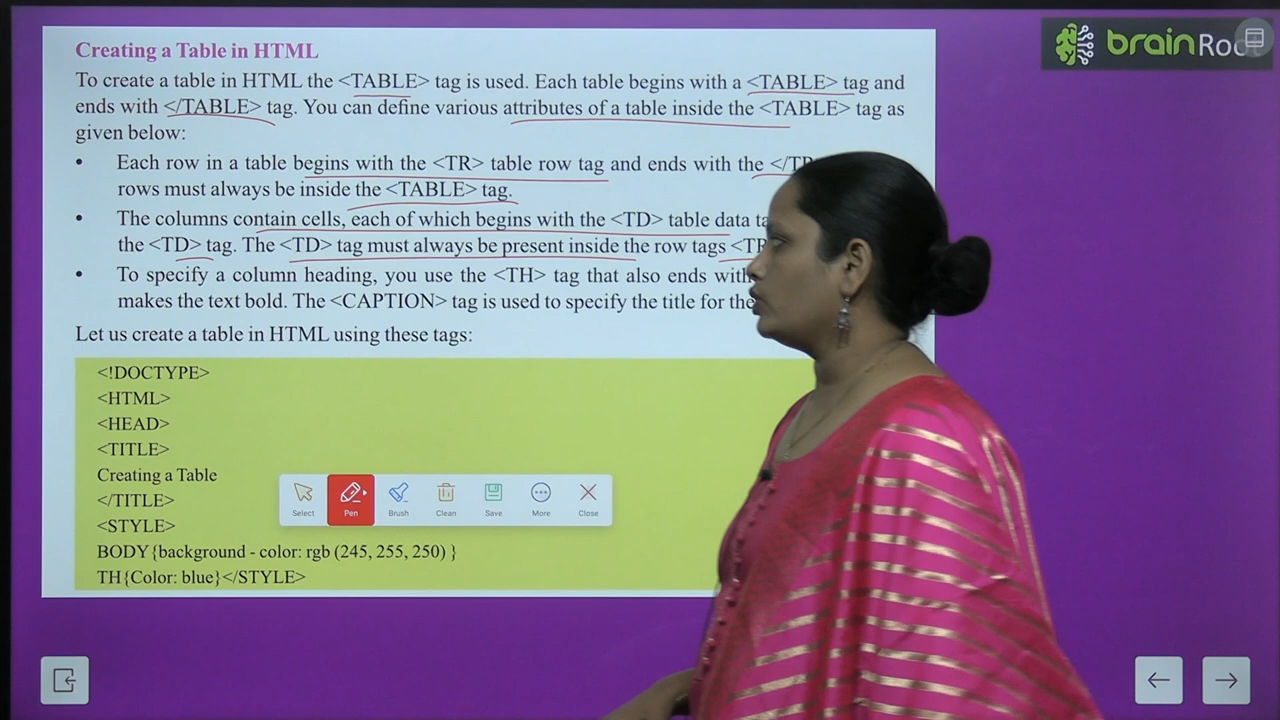 Creating a Table in HTML
brainRoot
To create a table in HTML the <TABLE> tag is used. Each table begins with a <TABLE> tag and
ends with </TABLE> tag. You can define various attributes of a table inside the <TABLE> tag as
given below:
• Each row in a table begins with the <TR> table row tag and ends with the
rows must always be inside the <TABLE> tag.
• The columns contain cells, each of which begins with the <TD> table data
the <TD> tag. The <TD> tag must always be present inside the row tags
• To specify a column heading, you use the <TH> tag that also ends with
makes the text bold. The <CAPTION> tag is used to specify the title for the
Let us create a table in HTML using these tags:
<!DOCTYPE>
<HTML>
<HEAD>
<TITLE>
Creating a Table
</TITLE>
<STYLE>
Select Pen Brush Clean Save More Close
BODY{background - color: rgb (245, 255, 250) }
TH{Color: blue}</STYLE>